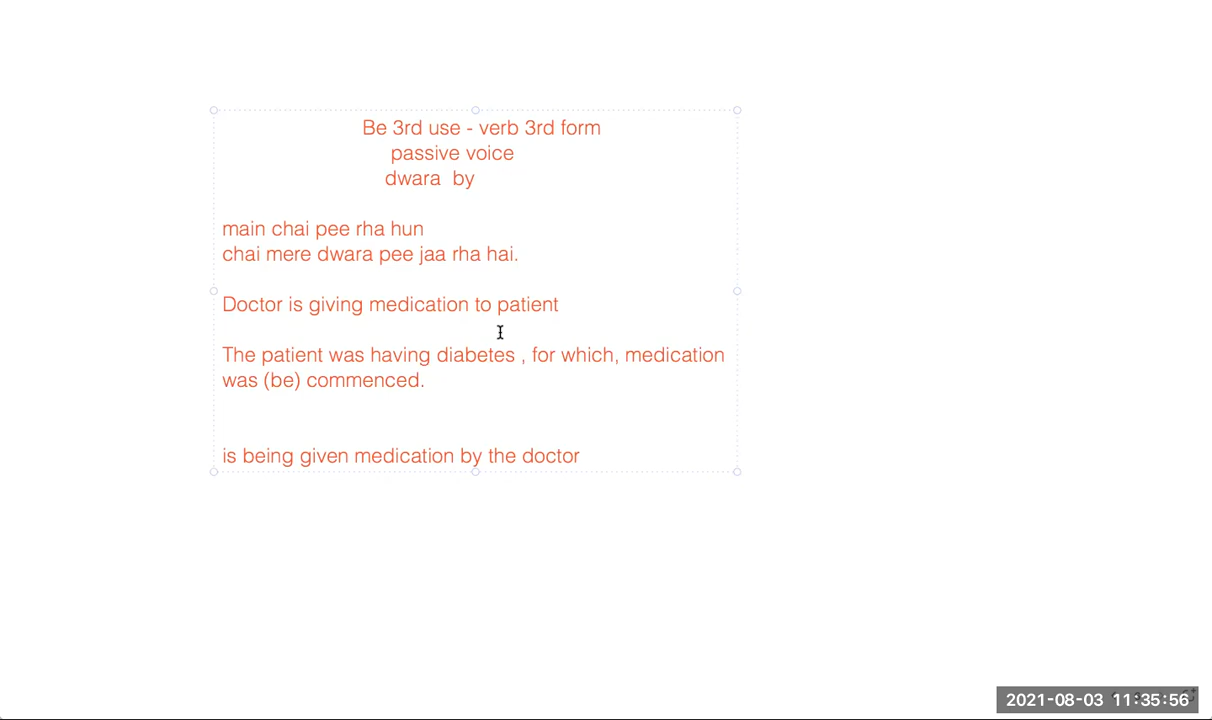 Be 3rd use - verb 3rd form
passive voice
dwara  by
main chai pee rha hun
chai mere dwara pee jaa rha hai.
Doctor is giving medication to patient
The patient was having diabetes , for which, medication
was (be) commenced.
is being given medication by the doctor
2021-08-03 11:35:56